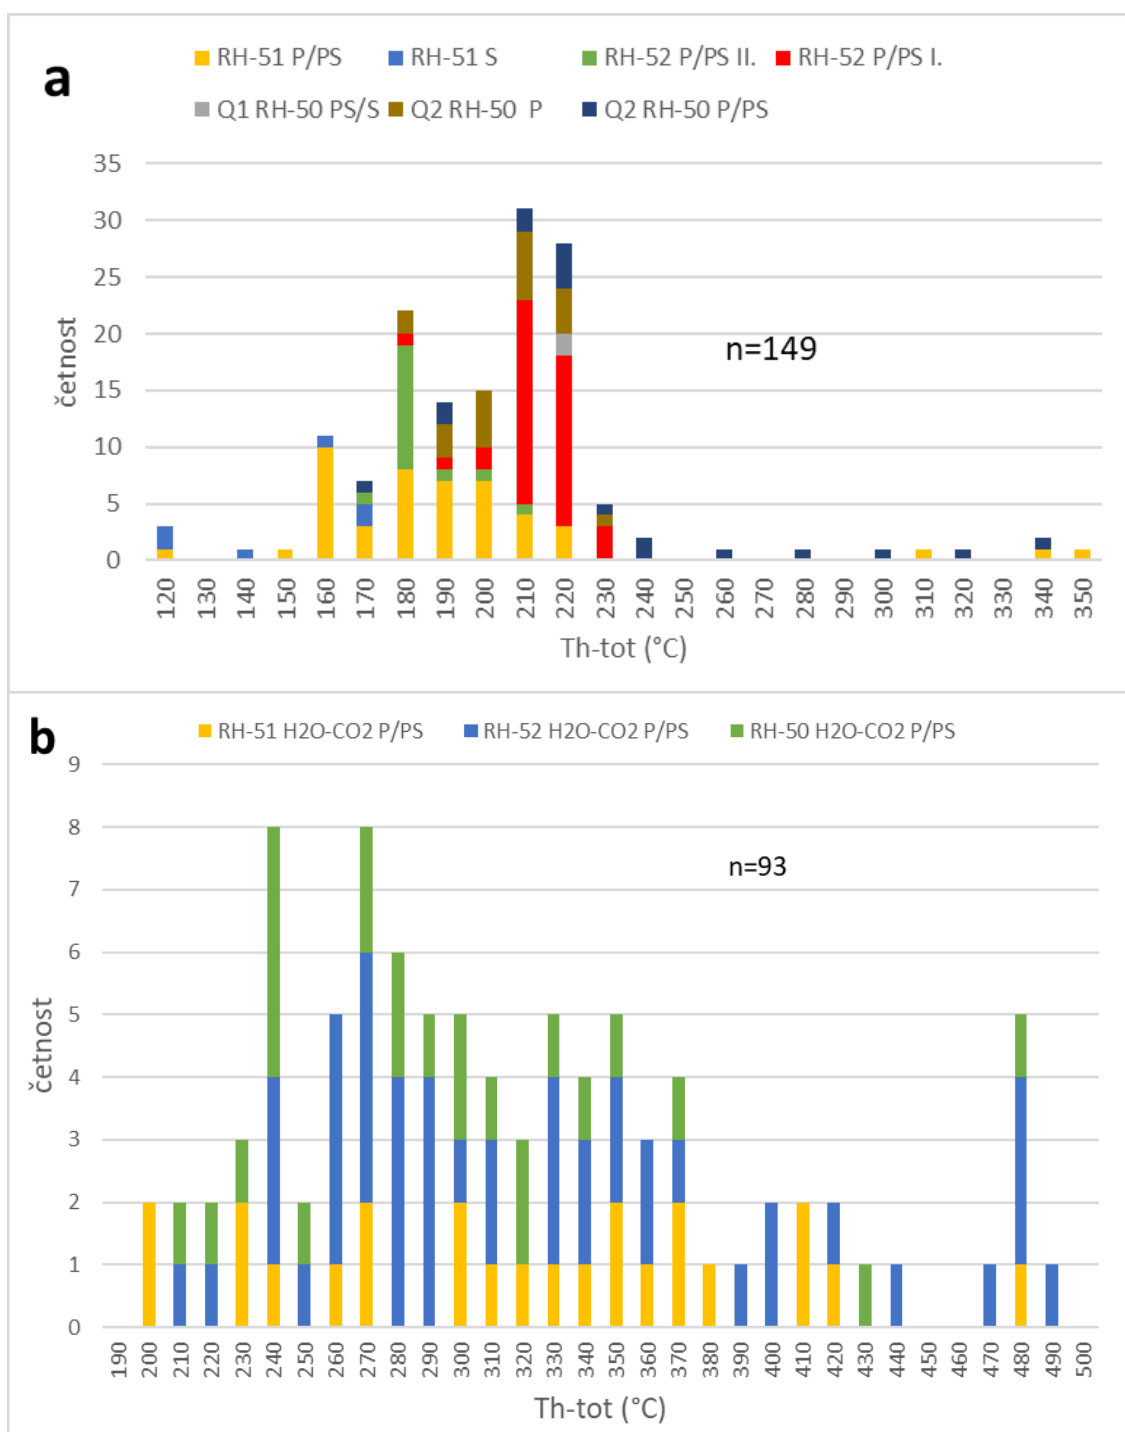 a
RH-51 P/PS RH-51 S RH-52 P/PS II. RH-52 P/PS I.
Q1 RH-50 PS/S Q2 RH-50 P Q2 RH-50 P/PS
35
30
25
20
15
10
5
0
četnost
n=149
120 130 140 150 160 170 180 190 200 210 220 230 240 250 260 270 280 290 300 310 320 330 340 350
Th-tot (°C)
b
RH-51 H2O-CO2 P/PS RH-52 H2O-CO2 P/PS RH-50 H2O-CO2 P/PS
9
8
7
6
5
4
3
2
1
0
četnost
n=93
190 200 210 220 230 240 250 260 270 280 290 300 310 320 330 340 350 360 370 380 390 400 410 420 430 440 450 460 470 480 490 500
Th-tot (°C)